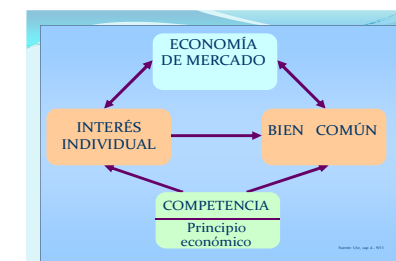 ECONOMÍA
DE MERCADO
INTERÉS
INDIVIDUAL
BIEN COMÚN
COMPETENCIA
Principio
económico